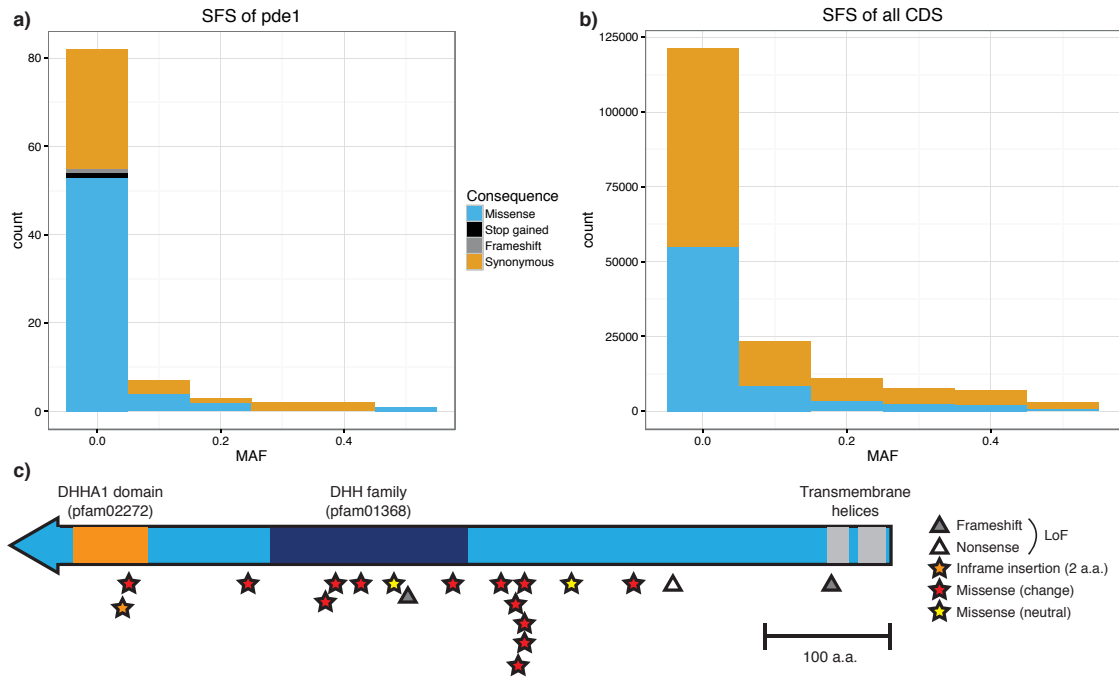 a)
SFS of pde1
80
60
40
20
0
count
0.0
0.2
0.4
MAF
Consequence
Missense
Stop gained
Frameshift
Synonymous
b)
SFS of all CDS
125000
100000
75000
50000
25000
0
count
0.0
0.2
0.4
MAF
c)
DHHA1 domain
(pfam02272)
DHH family
(pfam01368)
Transmembrane
helices
Frameshift
Nonsense
LoF
Inframe insertion (2 a.a.)
Missense (change)
Missense (neutral)
100 a.a.